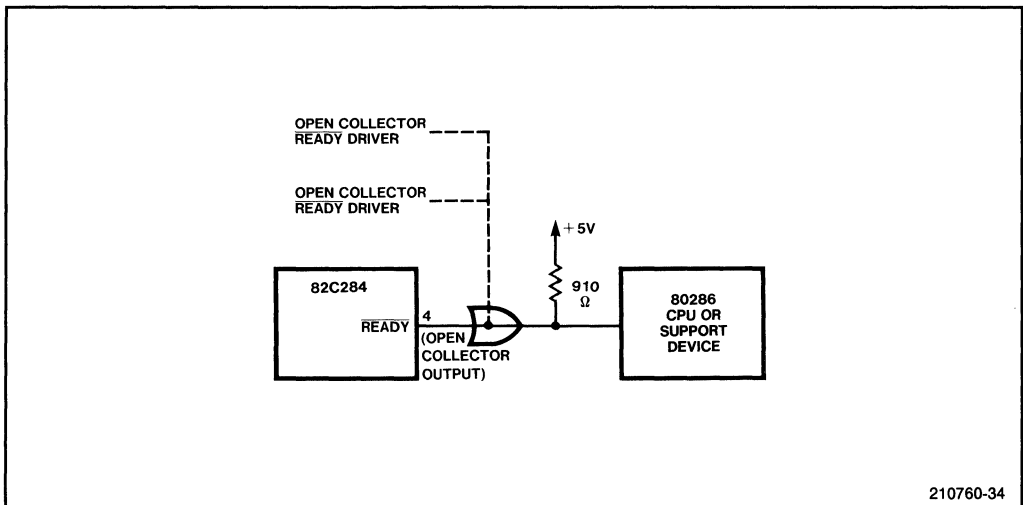 OPEN COLLECTOR
READY DRIVER
OPEN COLLECTOR
READY DRIVER
+5V
910
Ω
82C284
READY
4
(OPEN
COLLECTOR
OUTPUT)
80286
CPU OR
SUPPORT
DEVICE
210760-34